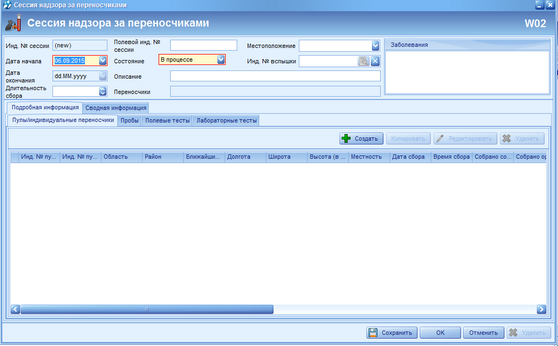 Сессия надзора за переносчиками
Сессия надзора за переносчиками W02
Инд. № сессии (new) Полевой инд. № сессии Местоположение Заболевания
Дата начала 06.09.2015 Состояние В процессе Инд. № вспышки
Дата окончания dd.MM.yyyy Описание
Длительность сбора Переносчики
Подробная информация Сводная информация
Пулы/индивидуальные переносчики Пробы Полевые тесты Лабораторные тесты
Создать Копировать Редактировать Удалить
Инд. № пу... Инд. № пу... Область Район Ближайши... Долгота Широта Высота (в ... Местность Дата сбора Время сбора Собрано со... Собрано ор
Сохранить ОК Отменить Удалить